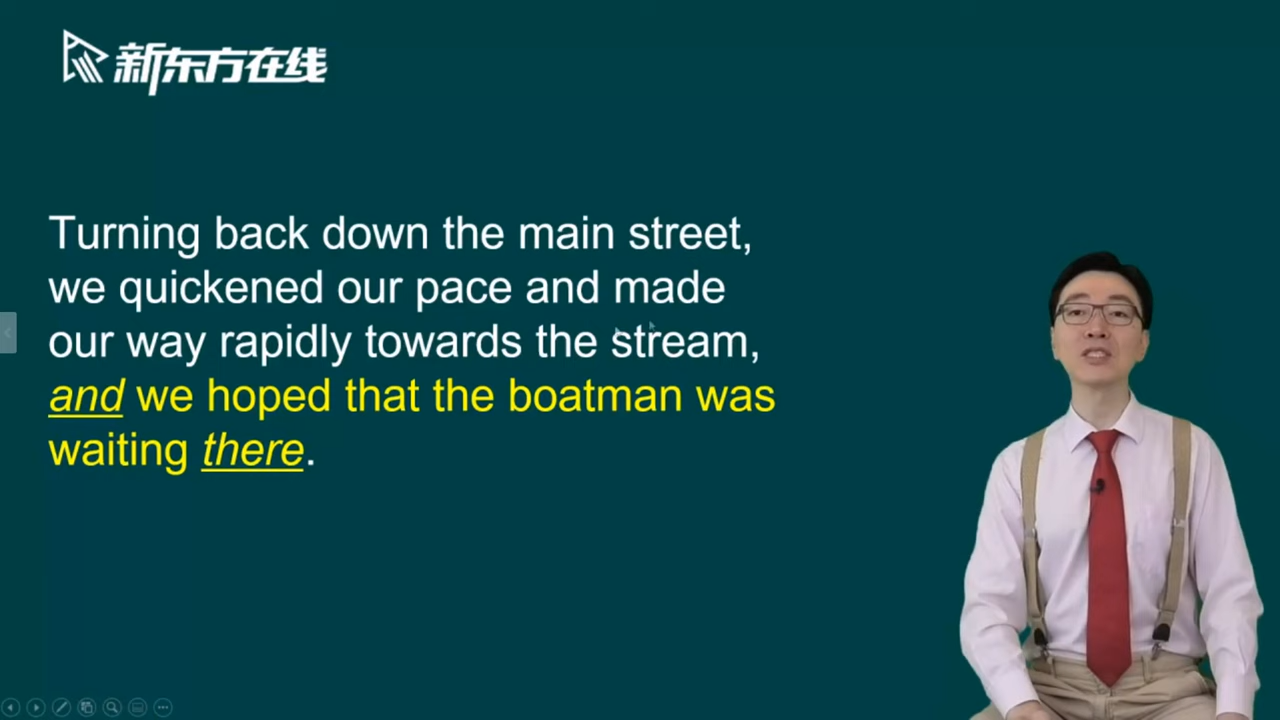 新东方在线
Turning back down the main street,
we quickened our pace and made
our way rapidly towards the stream,
and we hoped that the boatman was
waiting there.